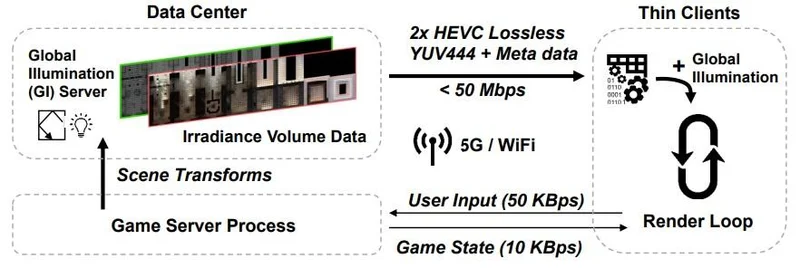 Data Center
Global
Illumination
(GI) Server
Irradiance Volume Data
Scene Transforms
Game Server Process
2x HEVC Lossless
YUV444 + Meta data
< 50 Mbps
5G / WiFi
User Input (50 KBps)
Game State (10 KBps)
Thin Clients
+ Global
Illumination
01
0110
0001
0110
Render Loop